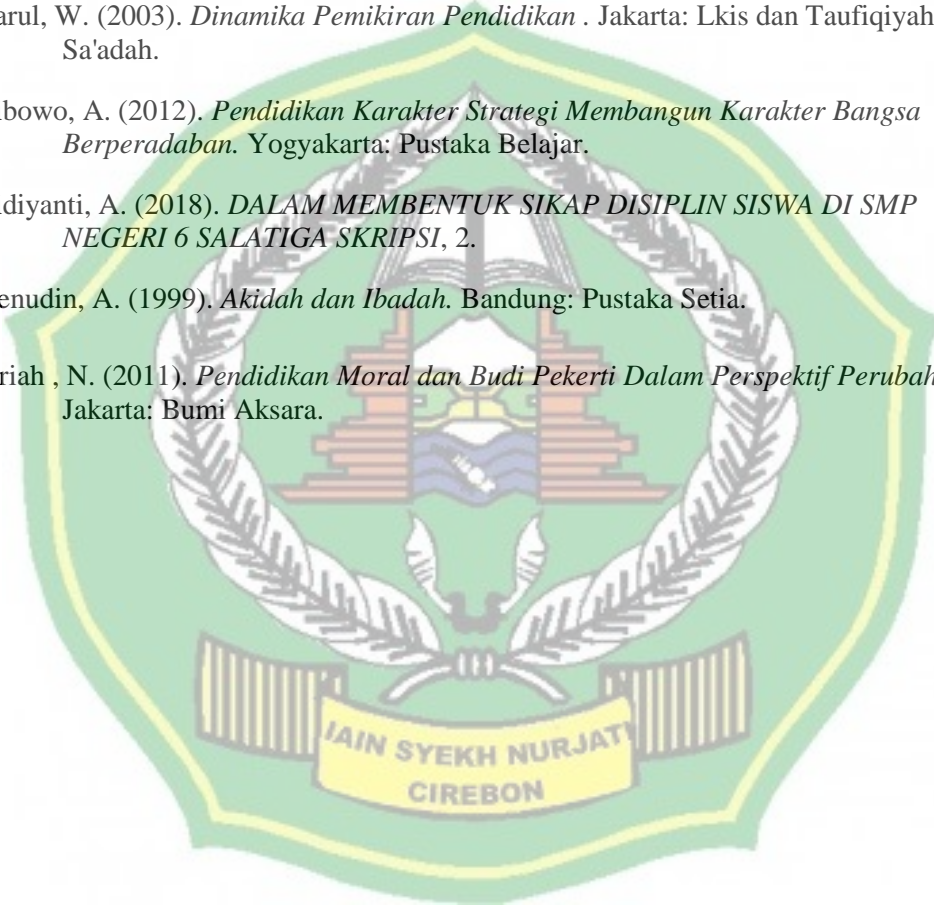 arul, W. (2003). Dinamika Pemikiran Pendidikan . Jakarta: Lkis dan Taufiqiyah
Sa'adah.
bowo, A. (2012). Pendidikan Karakter Strategi Membangun Karakter Bangsa
Berperadaban. Yogyakarta: Pustaka Belajar.
diyanti, A. (2018). DALAM MEMBENTUK SIKAP DISIPLIN SISWA DI SMP
NEGERI 6 SALATIGA SKRIPSI, 2.
enudin, A. (1999). Akidah dan Ibadah. Bandung: Pustaka Setia.
riah , N. (2011). Pendidikan Moral dan Budi Pekerti Dalam Perspektif Perubah
Jakarta: Bumi Aksara.
IAIN SYEKH NURJATI
CIREBON